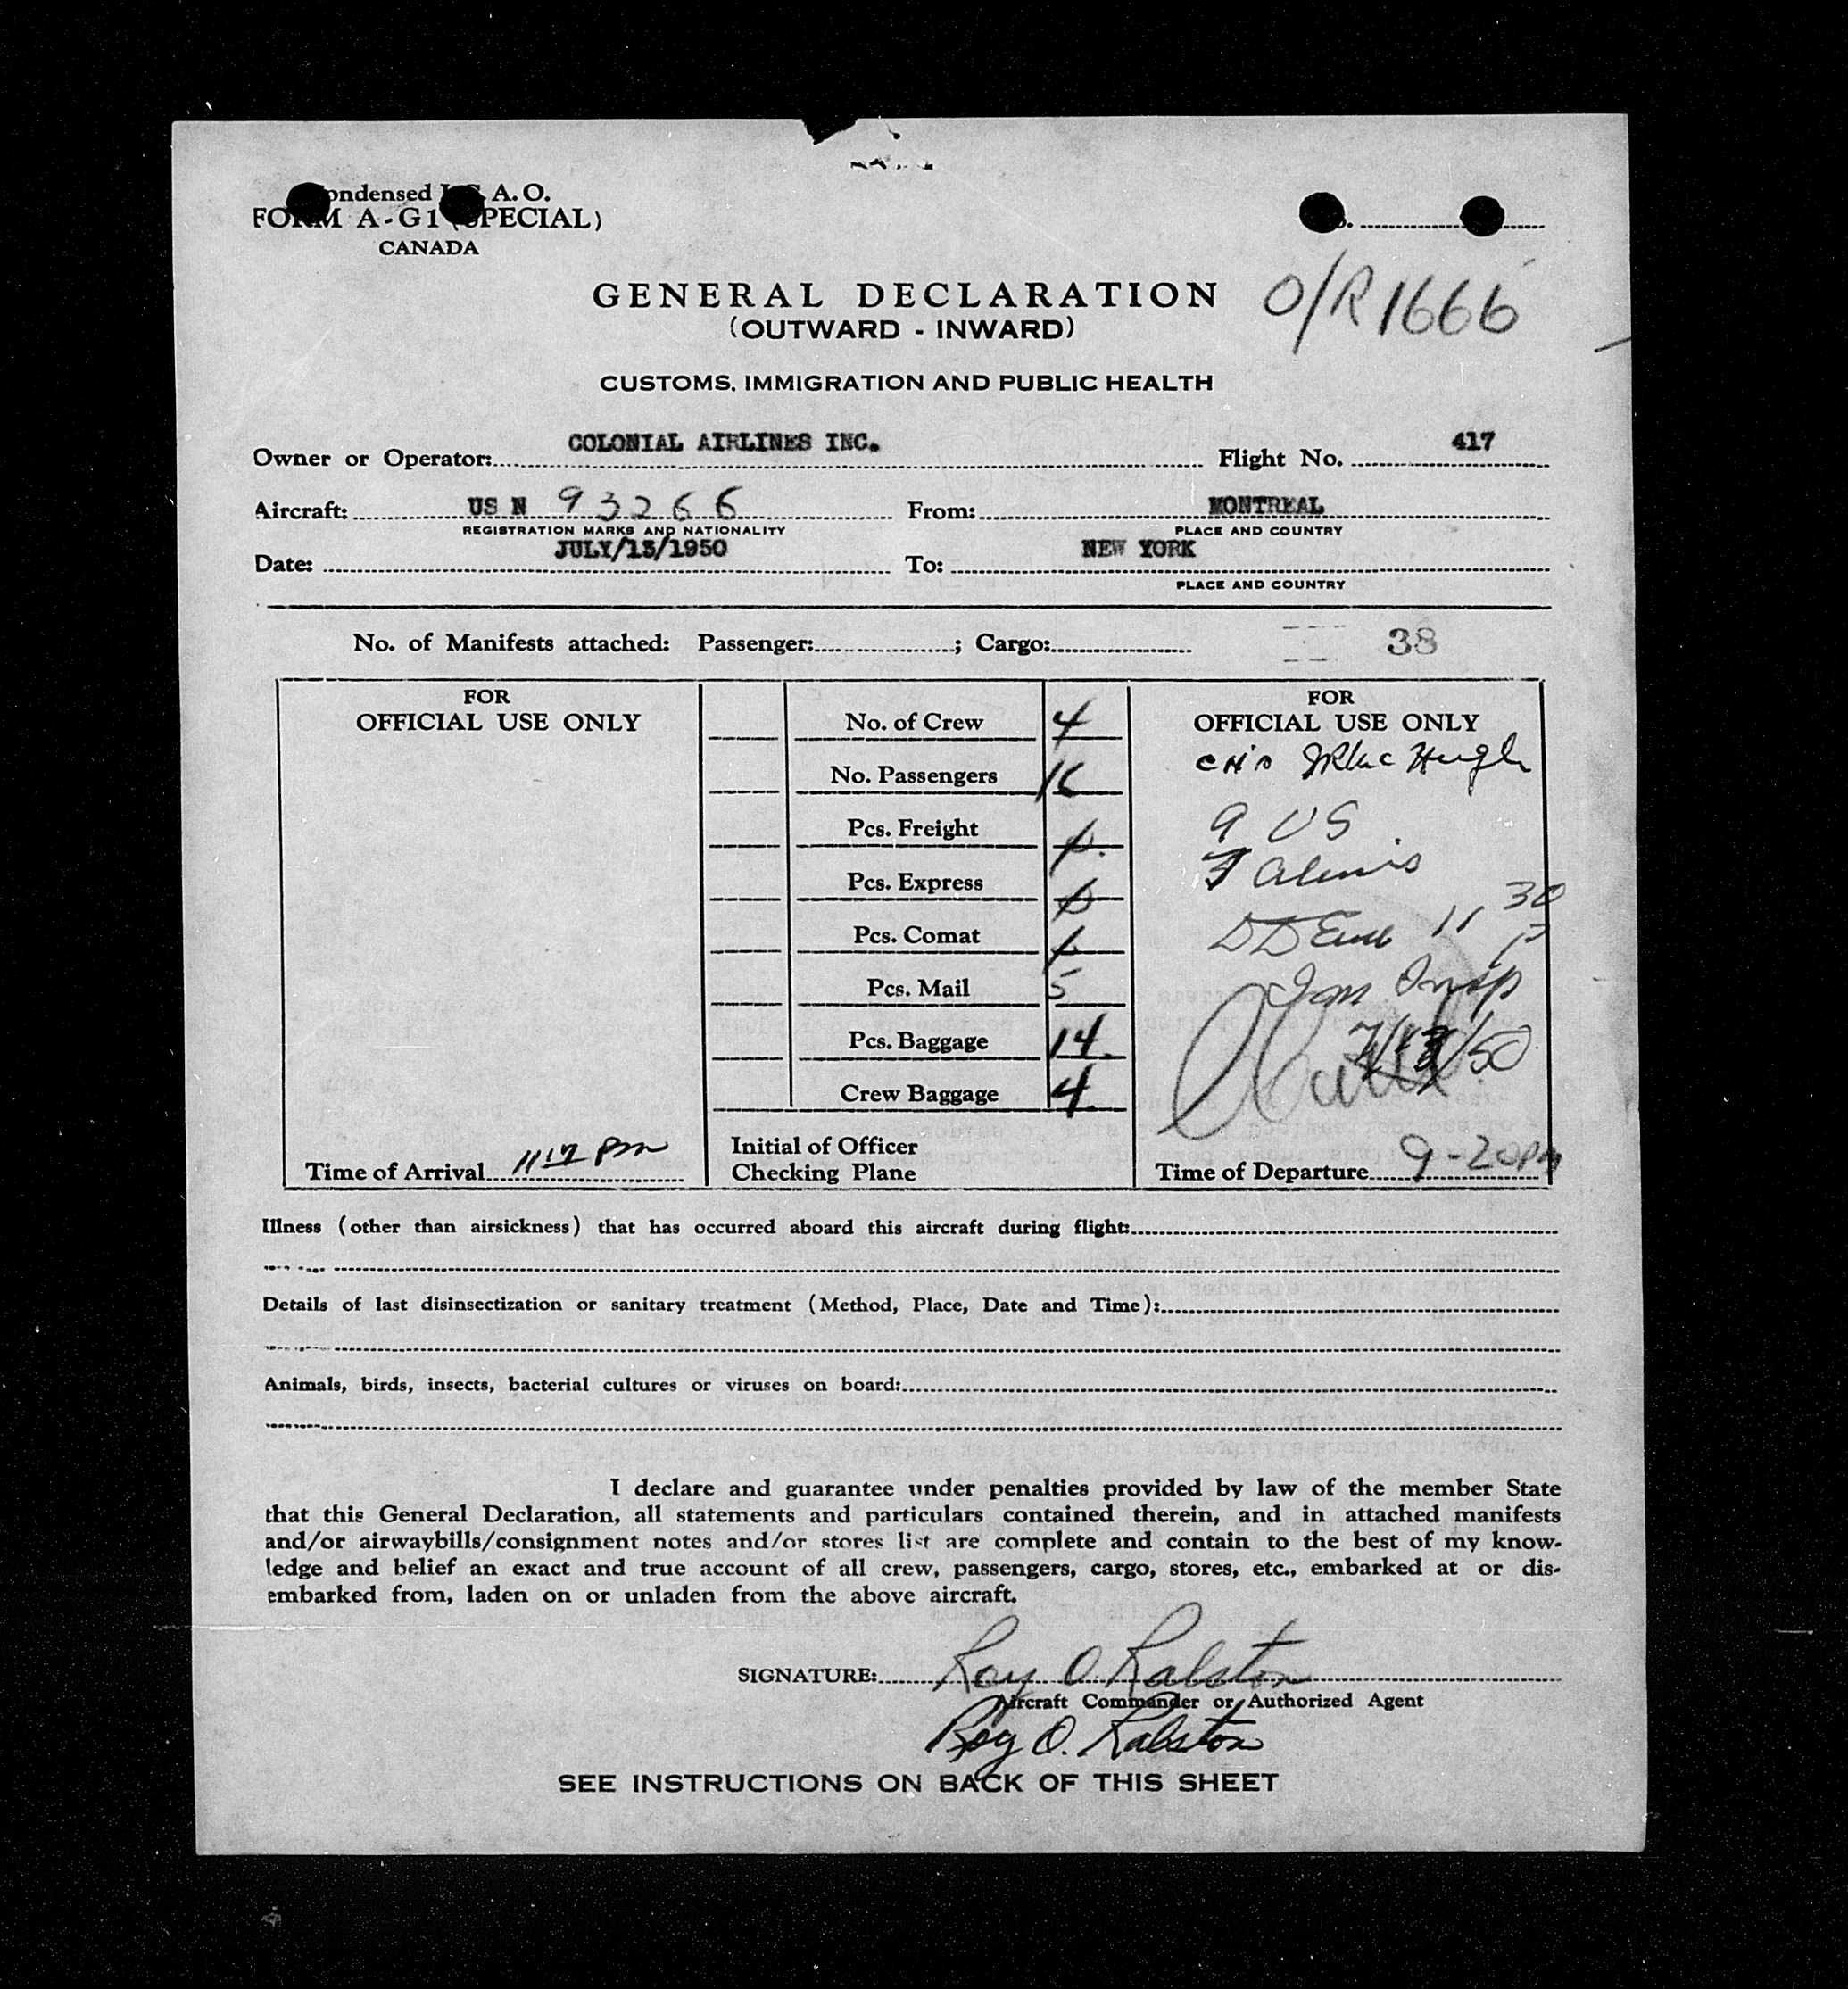 ondensed A.O.
FORM A-G1 (SPECIAL)
CANADA
GENERAL DECLARATION
O/R 1666
(OUTWARD - INWARD)
CUSTOMS, IMMIGRATION AND PUBLIC HEALTH
Owner or Operator: COLONIAL AIRLINES INC. Flight No. 417
Aircraft: US N 93266 From: MONTREAL
REGISTRATION MARKS AND NATIONALITY PLACE AND COUNTRY
Date: JULY/13/1950 To: NEW YORK
PLACE AND COUNTRY
No. of Manifests attached: Passenger: ; Cargo: 38
FOR
OFFICIAL USE ONLY
No. of Crew 4
No. Passengers 16
Pcs. Freight
Pcs. Express
Pcs. Comat
Pcs. Mail 5
Pcs. Baggage 14.
Crew Baggage 4.
Time of Arrival 11 17 Pm
Initial of Officer
Checking Plane
FOR
OFFICIAL USE ONLY
9 US
7 Aliens
11 30
Imm Insp
7/13/50
Time of Departure 9-20PM
Illness (other than airsickness) that has occurred aboard this aircraft during flight:
Details of last disinsectization or sanitary treatment (Method, Place, Date and Time):
Animals, birds, insects, bacterial cultures or viruses on board:
I declare and guarantee under penalties provided by law of the member State
that this General Declaration, all statements and particulars contained therein, and in attached manifests
and/or airwaybills/consignment notes and/or stores list are complete and contain to the best of my know-
ledge and belief an exact and true account of all crew, passengers, cargo, stores, etc., embarked at or dis-
embarked from, laden on or unladen from the above aircraft.
SIGNATURE: Roy O Ralston
Aircraft Commander or Authorized Agent
Roy O. Ralston
SEE INSTRUCTIONS ON BACK OF THIS SHEET